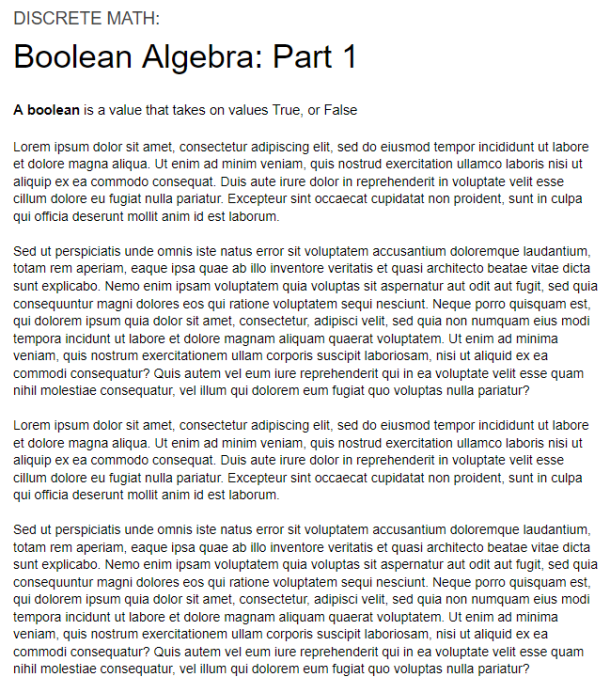 DISCRETE MATH:
Boolean Algebra: Part 1
A boolean is a value that takes on values True, or False
Lorem ipsum dolor sit amet, consectetur adipiscing elit, sed do eiusmod tempor incididunt ut labore
et dolore magna aliqua. Ut enim ad minim veniam, quis nostrud exercitation ullamco laboris nisi ut
aliquip ex ea commodo consequat. Duis aute irure dolor in reprehenderit in voluptate velit esse
cillum dolore eu fugiat nulla pariatur. Excepteur sint occaecat cupidatat non proident, sunt in culpa
qui officia deserunt mollit anim id est laborum.
Sed ut perspiciatis unde omnis iste natus error sit voluptatem accusantium doloremque laudantium,
totam rem aperiam, eaque ipsa quae ab illo inventore veritatis et quasi architecto beatae vitae dicta
sunt explicabo. Nemo enim ipsam voluptatem quia voluptas sit aspernatur aut odit aut fugit, sed quia
consequuntur magni dolores eos qui ratione voluptatem sequi nesciunt. Neque porro quisquam est,
qui dolorem ipsum quia dolor sit amet, consectetur, adipisci velit, sed quia non numquam eius modi
tempora incidunt ut labore et dolore magnam aliquam quaerat voluptatem. Ut enim ad minima
veniam, quis nostrum exercitationem ullam corporis suscipit laboriosam, nisi ut aliquid ex ea
commodi consequatur? Quis autem vel eum iure reprehenderit qui in ea voluptate velit esse quam
nihil molestiae consequatur, vel illum qui dolorem eum fugiat quo voluptas nulla pariatur?
Lorem ipsum dolor sit amet, consectetur adipiscing elit, sed do eiusmod tempor incididunt ut labore
et dolore magna aliqua. Ut enim ad minim veniam, quis nostrud exercitation ullamco laboris nisi ut
aliquip ex ea commodo consequat. Duis aute irure dolor in reprehenderit in voluptate velit esse
cillum dolore eu fugiat nulla pariatur. Excepteur sint occaecat cupidatat non proident, sunt in culpa
qui officia deserunt mollit anim id est laborum.
Sed ut perspiciatis unde omnis iste natus error sit voluptatem accusantium doloremque laudantium,
totam rem aperiam, eaque ipsa quae ab illo inventore veritatis et quasi architecto beatae vitae dicta
sunt explicabo. Nemo enim ipsam voluptatem quia voluptas sit aspernatur aut odit aut fugit, sed quia
consequuntur magni dolores eos qui ratione voluptatem sequi nesciunt. Neque porro quisquam est,
qui dolorem ipsum quia dolor sit amet, consectetur, adipisci velit, sed quia non numquam eius modi
tempora incidunt ut labore et dolore magnam aliquam quaerat voluptatem. Ut enim ad minima
veniam, quis nostrum exercitationem ullam corporis suscipit laboriosam, nisi ut aliquid ex ea
commodi consequatur? Quis autem vel eum iure reprehenderit qui in ea voluptate velit esse quam
nihil molestiae consequatur, vel illum qui dolorem eum fugiat quo voluptas nulla pariatur?